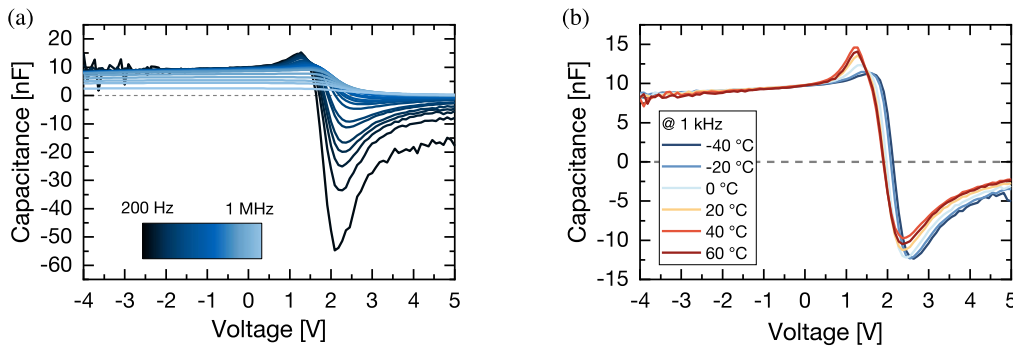 (a)
Capacitance [nF]
20
10
0
-10
-20
-30
-40
-50
-60
200 Hz 1 MHz
-4 -3 -2 -1 0 1 2 3 4 5
Voltage [V]
(b)
Capacitance [nF]
15
10
5
0
-5
-10
-15
@ 1 kHz
-40 °C
-20 °C
0 °C
20 °C
40 °C
60 °C
-4 -3 -2 -1 0 1 2 3 4 5
Voltage [V]